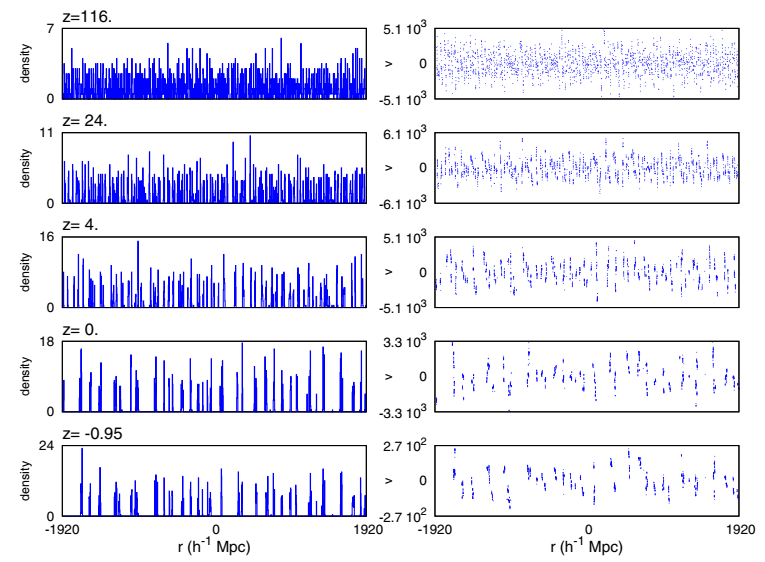 z=116.
7
density
0
5.1 10³
v
0
-5.1 10³
z= 24.
11
density
0
6.1 10³
v
0
-6.1 10³
z= 4.
16
density
0
5.1 10³
v
0
-5.1 10³
z= 0.
18
density
0
3.3 10³
v
0
-3.3 10³
z= -0.95
24
density
0
2.7 10²
v
0
-2.7 10²
-1920 0 1920
r (h⁻¹ Mpc)
-1920 0 1920
r (h⁻¹ Mpc)